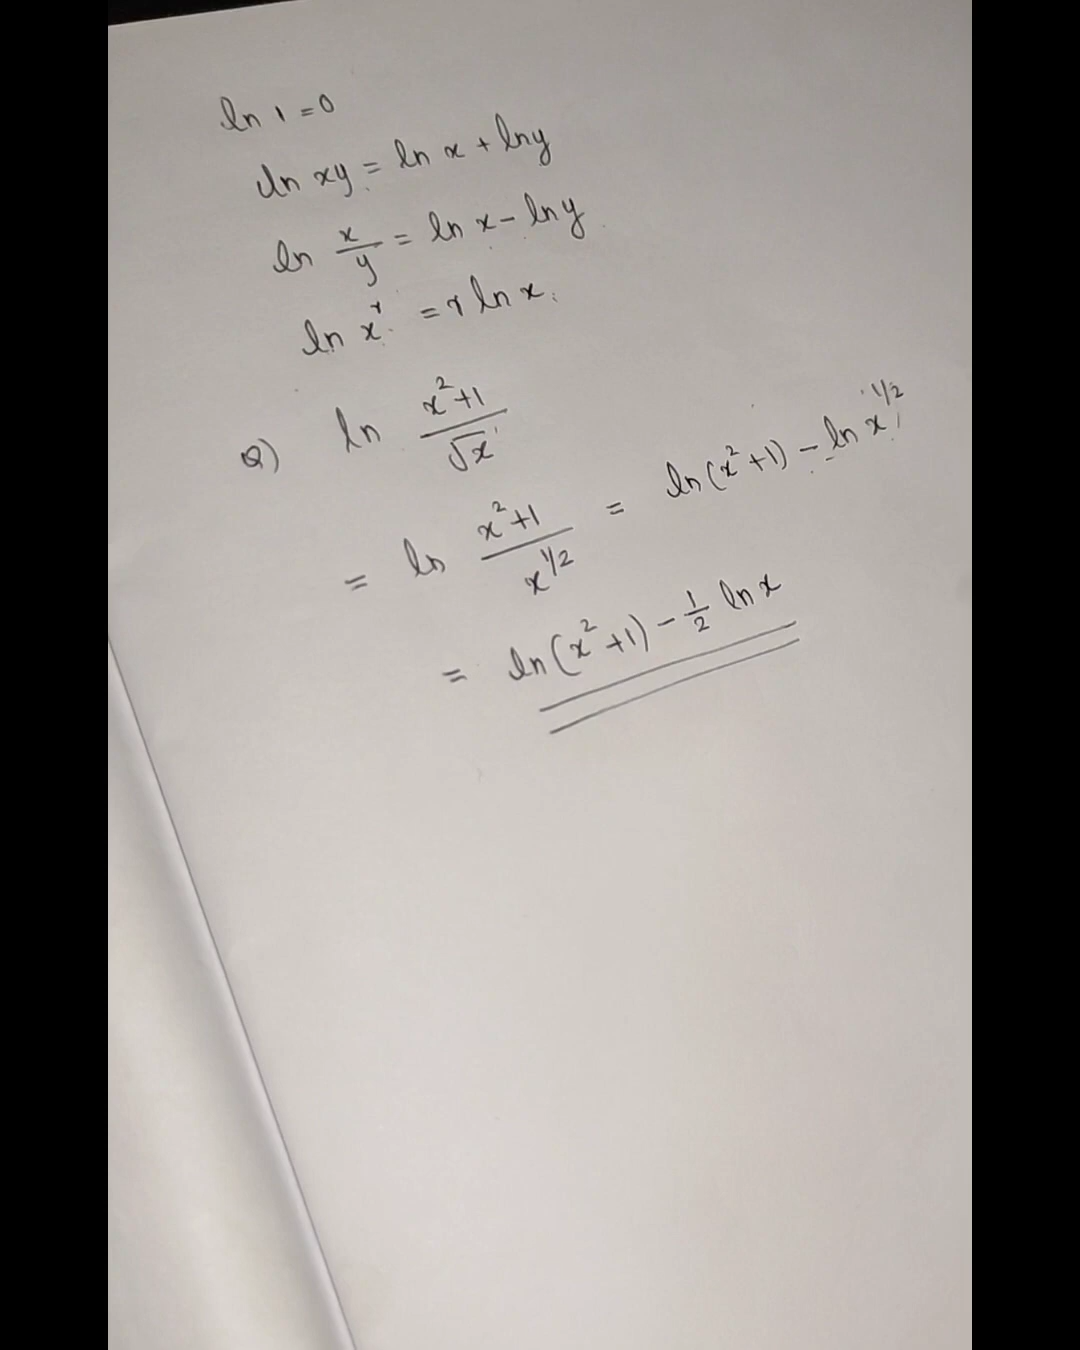 ln 1 = 0
ln xy = ln x + ln y
ln x/y = ln x - ln y
ln x^r = r ln x.
Q) ln (x²+1)/√x
= ln (x²+1)/x^1/2 = ln(x²+1) - ln x^1/2
= ln(x²+1) - 1/2 ln x